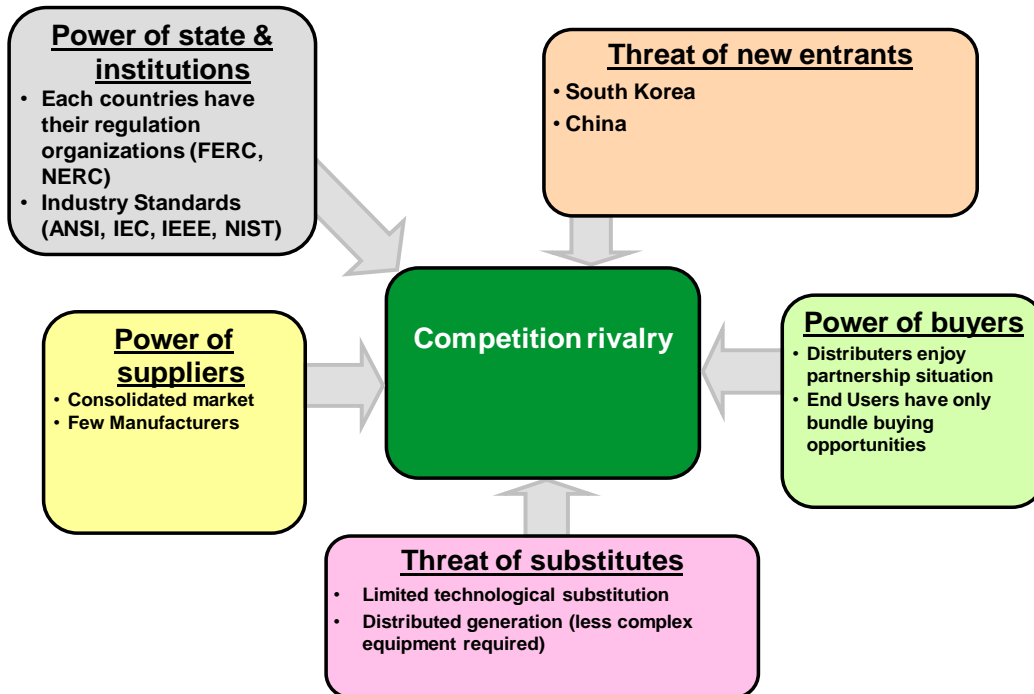 Power of state &
institutions
• Each countries have
their regulation
organizations (FERC,
NERC)
• Industry Standards
(ANSI, IEC, IEEE, NIST)
Threat of new entrants
• South Korea
• China
Power of
suppliers
• Consolidated market
• Few Manufacturers
Competition rivalry
Power of buyers
• Distributers enjoy
partnership situation
• End Users have only
bundle buying
opportunities
Threat of substitutes
• Limited technological substitution
• Distributed generation (less complex
equipment required)